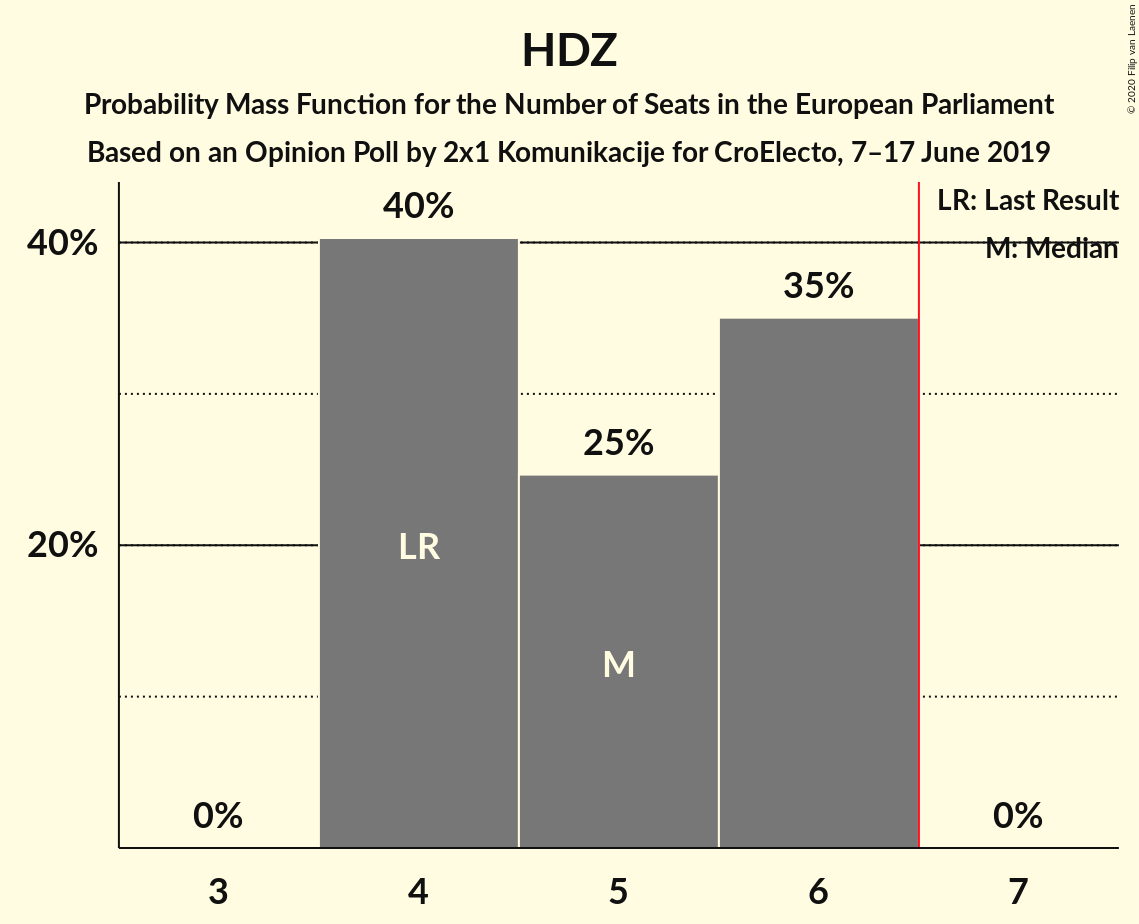 HDZ
Probability Mass Function for the Number of Seats in the European Parliament
Based on an Opinion Poll by 2x1 Komunikacije for CroElecto, 7–17 June 2019
© 2020 Filip van Laenen
LR: Last Result
M: Median
40%
20%
0%
40%
25%
35%
0%
LR
M
3
4
5
6
7